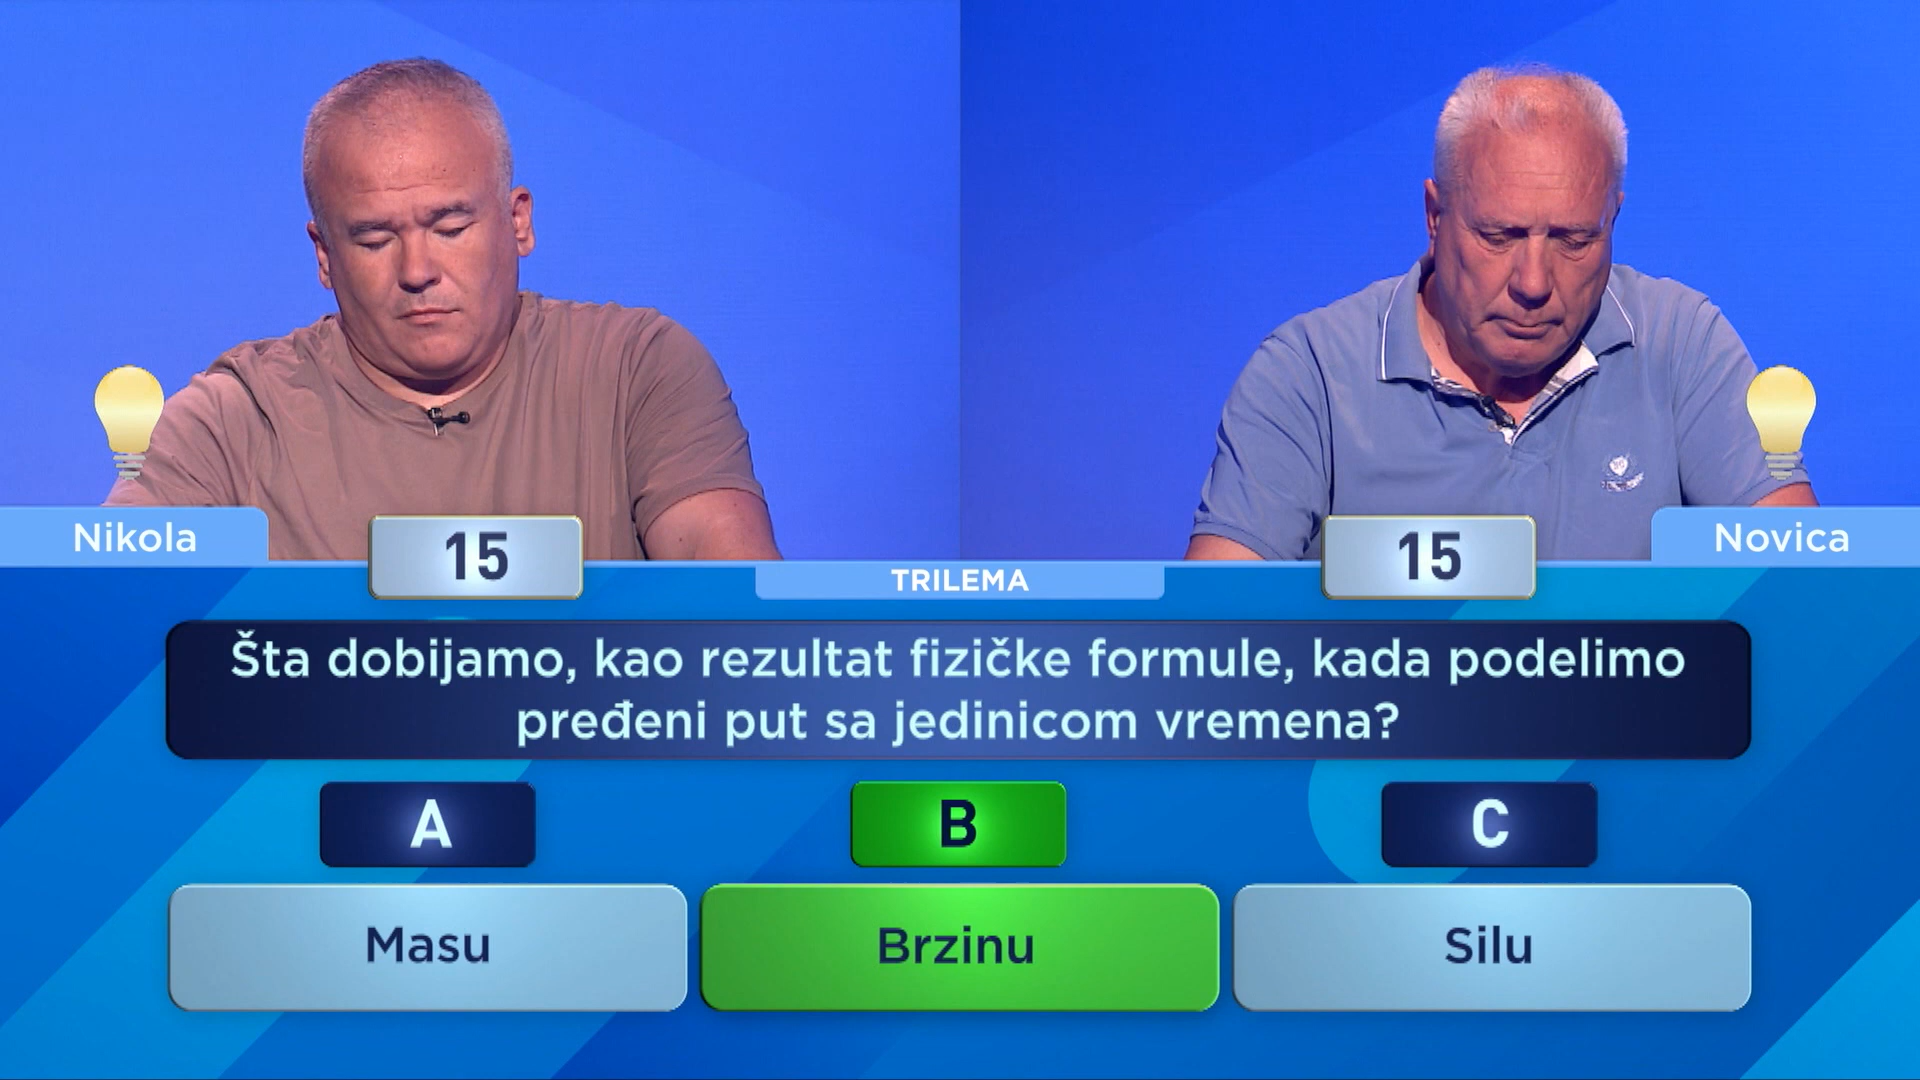 Nikola
15
TRILEMA
15
Novica
Šta dobijamo, kao rezultat fizičke formule, kada podelimo
pređeni put sa jedinicom vremena?
A
B
C
Masu
Brzinu
Silu